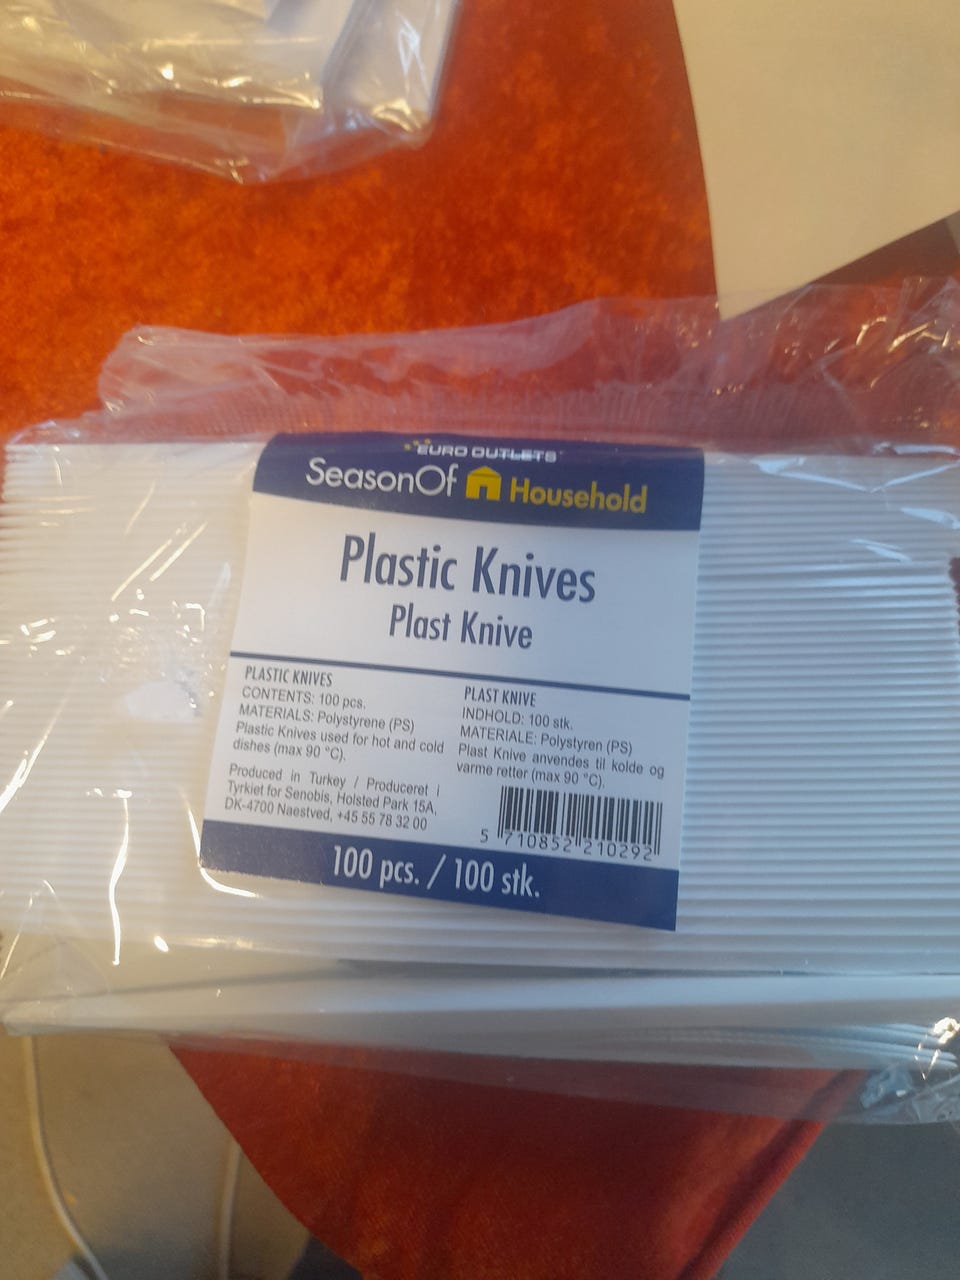 EURO OUTLETS
SeasonOf Household
Plastic Knives
Plast Knive
PLASTIC KNIVES
CONTENTS: 100 pcs.
MATERIALS: Polystyrene (PS)
Plastic Knives used for hot and cold
dishes (max 90 °C).
Produced in Turkey / Produceret i
Tyrkiet for Senobis, Holsted Park 15A,
DK-4700 Naestved, +45 55 78 32 00
PLAST KNIVE
INDHOLD: 100 stk.
MATERIALE: Polystyren (PS)
Plast Knive anvendes til kolde og
varme retter (max 90 °C).
5 710852 210292
100 pcs. / 100 stk.